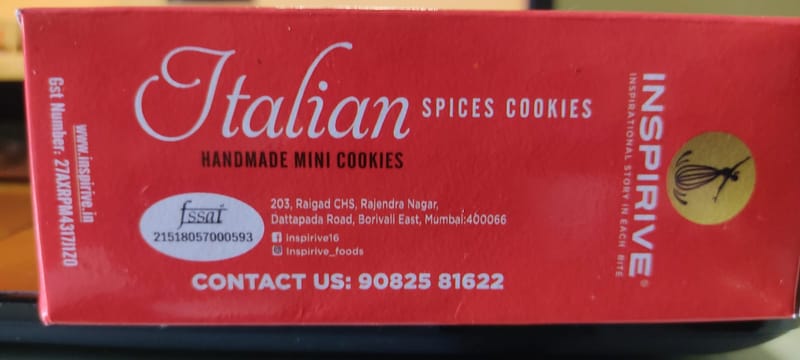 Italian SPICES COOKIES
HANDMADE MINI COOKIES
fssai
21518057000593
203, Raigad CHS, Rajendra Nagar,
Dattapada Road, Borivali East, Mumbai:400066
inspirive16
Inspirive_foods
CONTACT US: 90825 81622
www.inspirive.in
Gst Number: 27AXRPM4317I1Z0
INSPIRIVE®
INSPIRATIONAL STORY IN EACH BITE